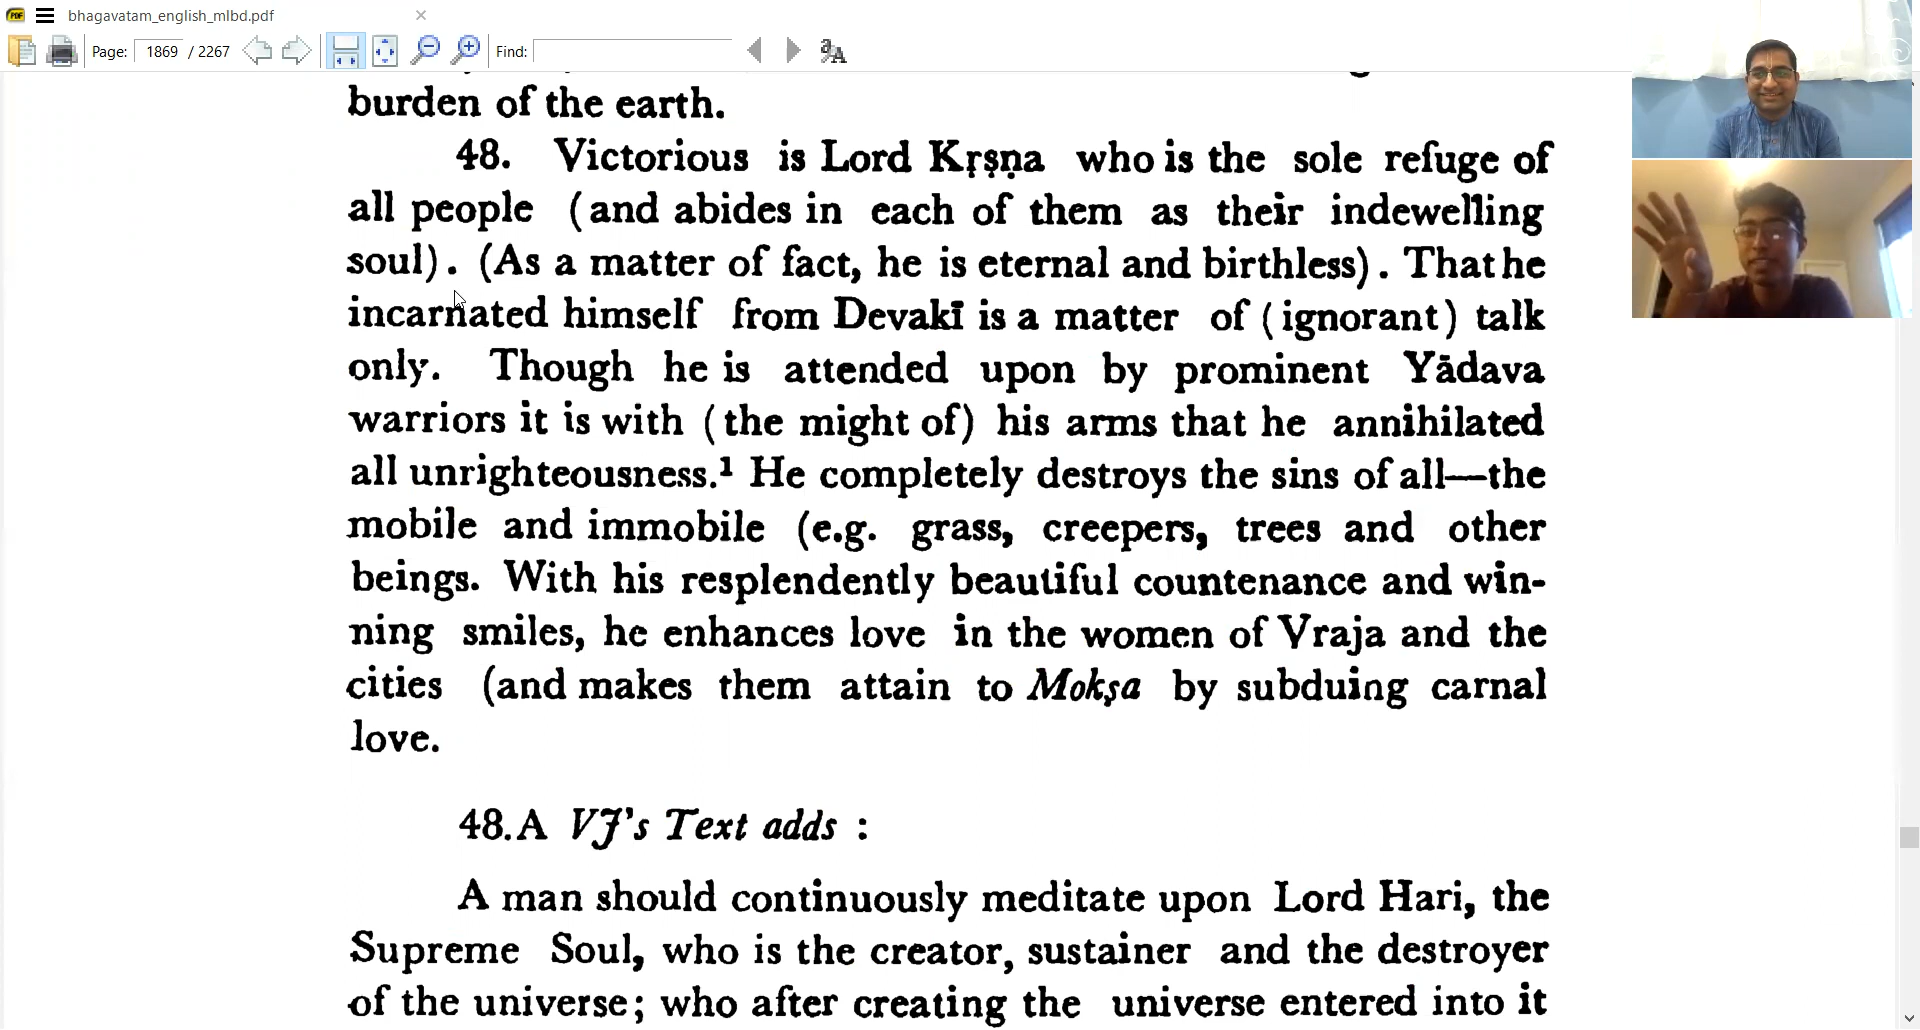 bhagavatam_english_mlbd.pdf
Page: 1869 / 2267 Find:
burden of the earth.
48. Victorious is Lord Kṛṣṇa who is the sole refuge of
all people (and abides in each of them as their indewelling
soul). (As a matter of fact, he is eternal and birthless). That he
incarnated himself from Devakī is a matter of (ignorant) talk
only. Though he is attended upon by prominent Yādava
warriors it is with (the might of) his arms that he annihilated
all unrighteousness.¹ He completely destroys the sins of all—the
mobile and immobile (e.g. grass, creepers, trees and other
beings. With his resplendently beautiful countenance and win-
ning smiles, he enhances love in the women of Vraja and the
cities (and makes them attain to Mokṣa by subduing carnal
love.
48.A VJ's Text adds :
A man should continuously meditate upon Lord Hari, the
Supreme Soul, who is the creator, sustainer and the destroyer
of the universe; who after creating the universe entered into it